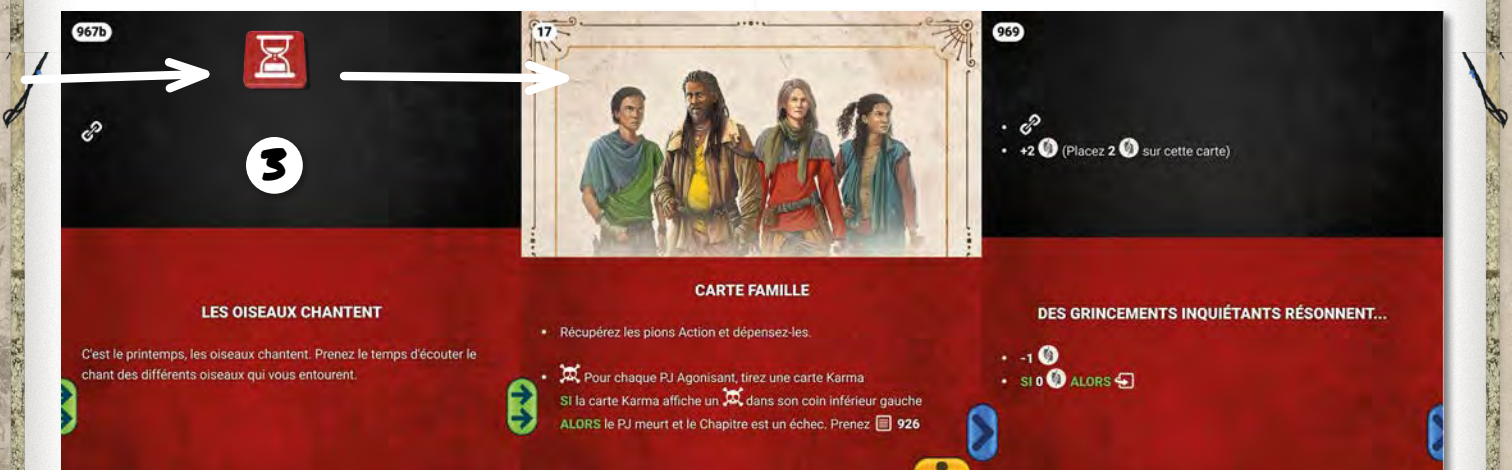 967b
3
LES OISEAUX CHANTENT
C'est le printemps, les oiseaux chantent. Prenez le temps d'écouter le
chant des différents oiseaux qui vous entourent.
17
CARTE FAMILLE
• Récupérez les pions Action et dépensez-les.
• Pour chaque PJ Agonisant, tirez une carte Karma
SI la carte Karma affiche un dans son coin inférieur gauche
ALORS le PJ meurt et le Chapitre est un échec. Prenez 926
969
• +2 (Placez 2 sur cette carte)
DES GRINCEMENTS INQUIÉTANTS RÉSONNENT...
• -1
• SI 0 ALORS